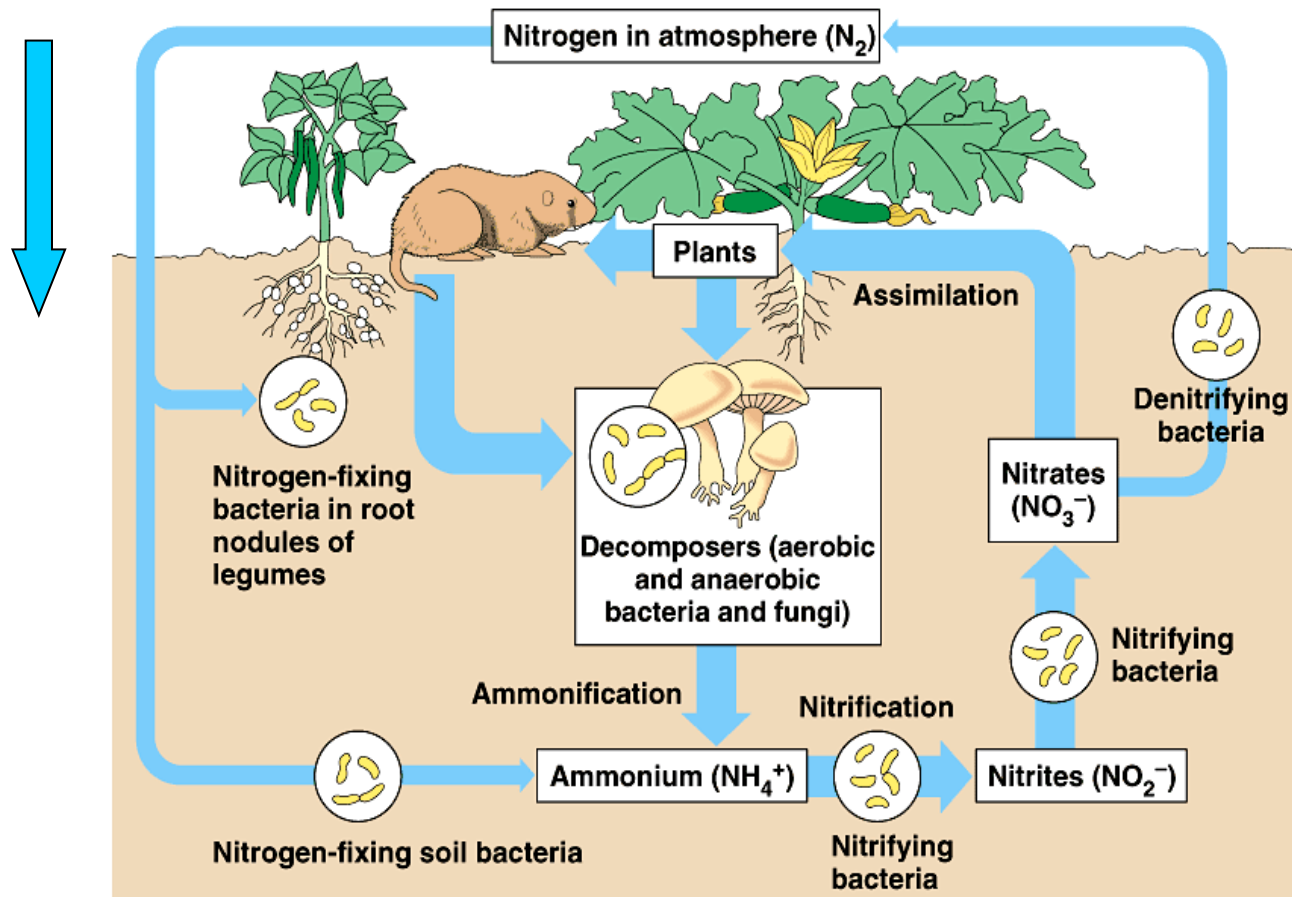 Nitrogen in atmosphere (N₂)
Plants
Assimilation
Denitrifying
bacteria
Nitrogen-fixing
bacteria in root
nodules of
legumes
Nitrates
(NO₃⁻)
Decomposers (aerobic
and anaerobic
bacteria and fungi)
Nitrifying
bacteria
Ammonification
Nitrification
Ammonium (NH₄⁺)
Nitrites (NO₂⁻)
Nitrogen-fixing soil bacteria
Nitrifying
bacteria